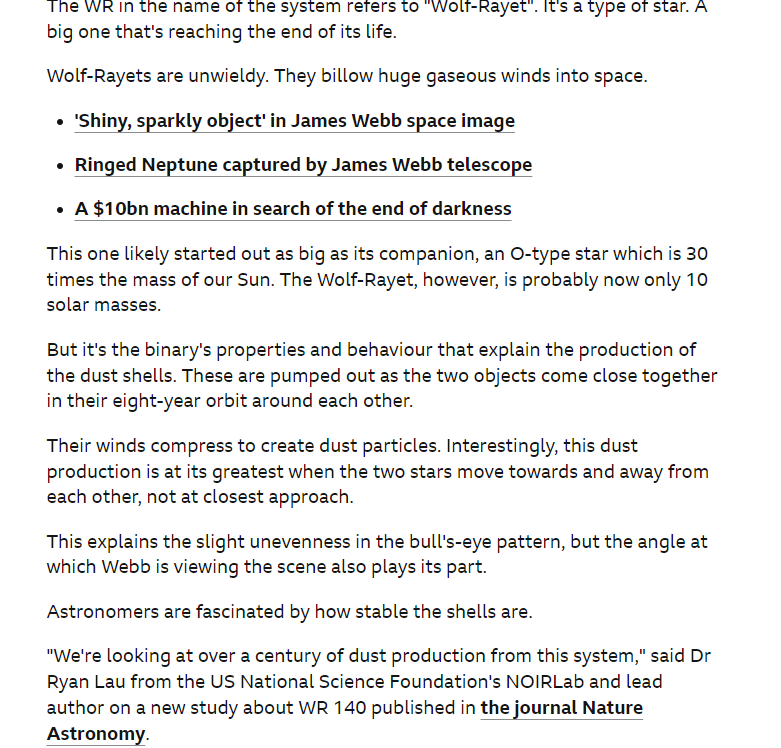 The WR in the name of the system refers to "Wolf-Rayet". It's a type of star. A
big one that's reaching the end of its life.
Wolf-Rayets are unwieldy. They billow huge gaseous winds into space.
'Shiny, sparkly object' in James Webb space image
Ringed Neptune captured by James Webb telescope
A $10bn machine in search of the end of darkness
This one likely started out as big as its companion, an O-type star which is 30
times the mass of our Sun. The Wolf-Rayet, however, is probably now only 10
solar masses.
But it's the binary's properties and behaviour that explain the production of
the dust shells. These are pumped out as the two objects come close together
in their eight-year orbit around each other.
Their winds compress to create dust particles. Interestingly, this dust
production is at its greatest when the two stars move towards and away from
each other, not at closest approach.
This explains the slight unevenness in the bull's-eye pattern, but the angle at
which Webb is viewing the scene also plays its part.
Astronomers are fascinated by how stable the shells are.
"We're looking at over a century of dust production from this system," said Dr
Ryan Lau from the US National Science Foundation's NOIRLab and lead
author on a new study about WR 140 published in the journal Nature
Astronomy.